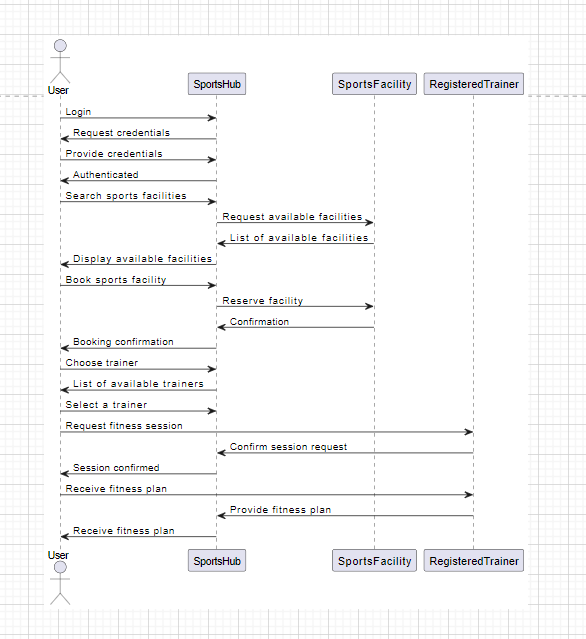 User
SportsHub
SportsFacility
RegisteredTrainer
Login
Request credentials
Provide credentials
Authenticated
Search sports facilities
Request available facilities
List of available facilities
Display available facilities
Book sports facility
Reserve facility
Confirmation
Booking confirmation
Choose trainer
List of available trainers
Select a trainer
Request fitness session
Confirm session request
Session confirmed
Receive fitness plan
Provide fitness plan
Receive fitness plan
User
SportsHub
SportsFacility
RegisteredTrainer